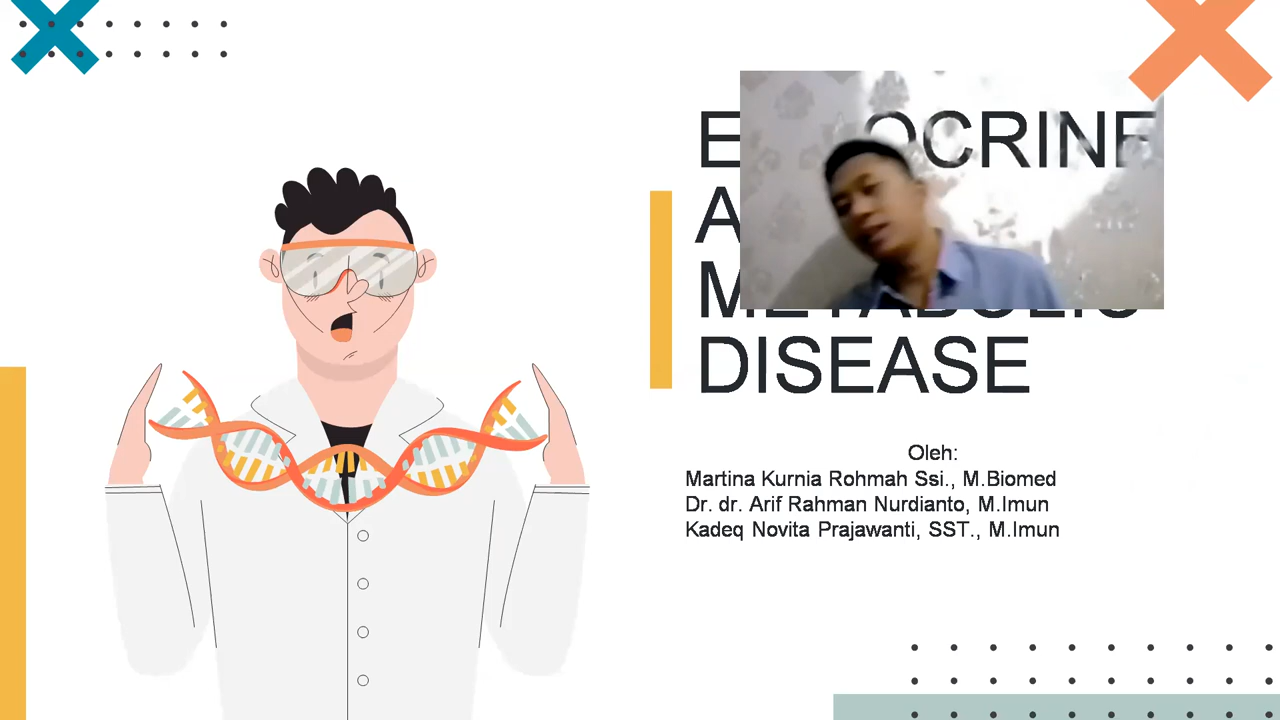 DISEASE
Oleh:
Martina Kurnia Rohmah Ssi., M.Biomed
Dr. dr. Arif Rahman Nurdianto, M.Imun
Kadeq Novita Prajawanti, SST., M.Imun